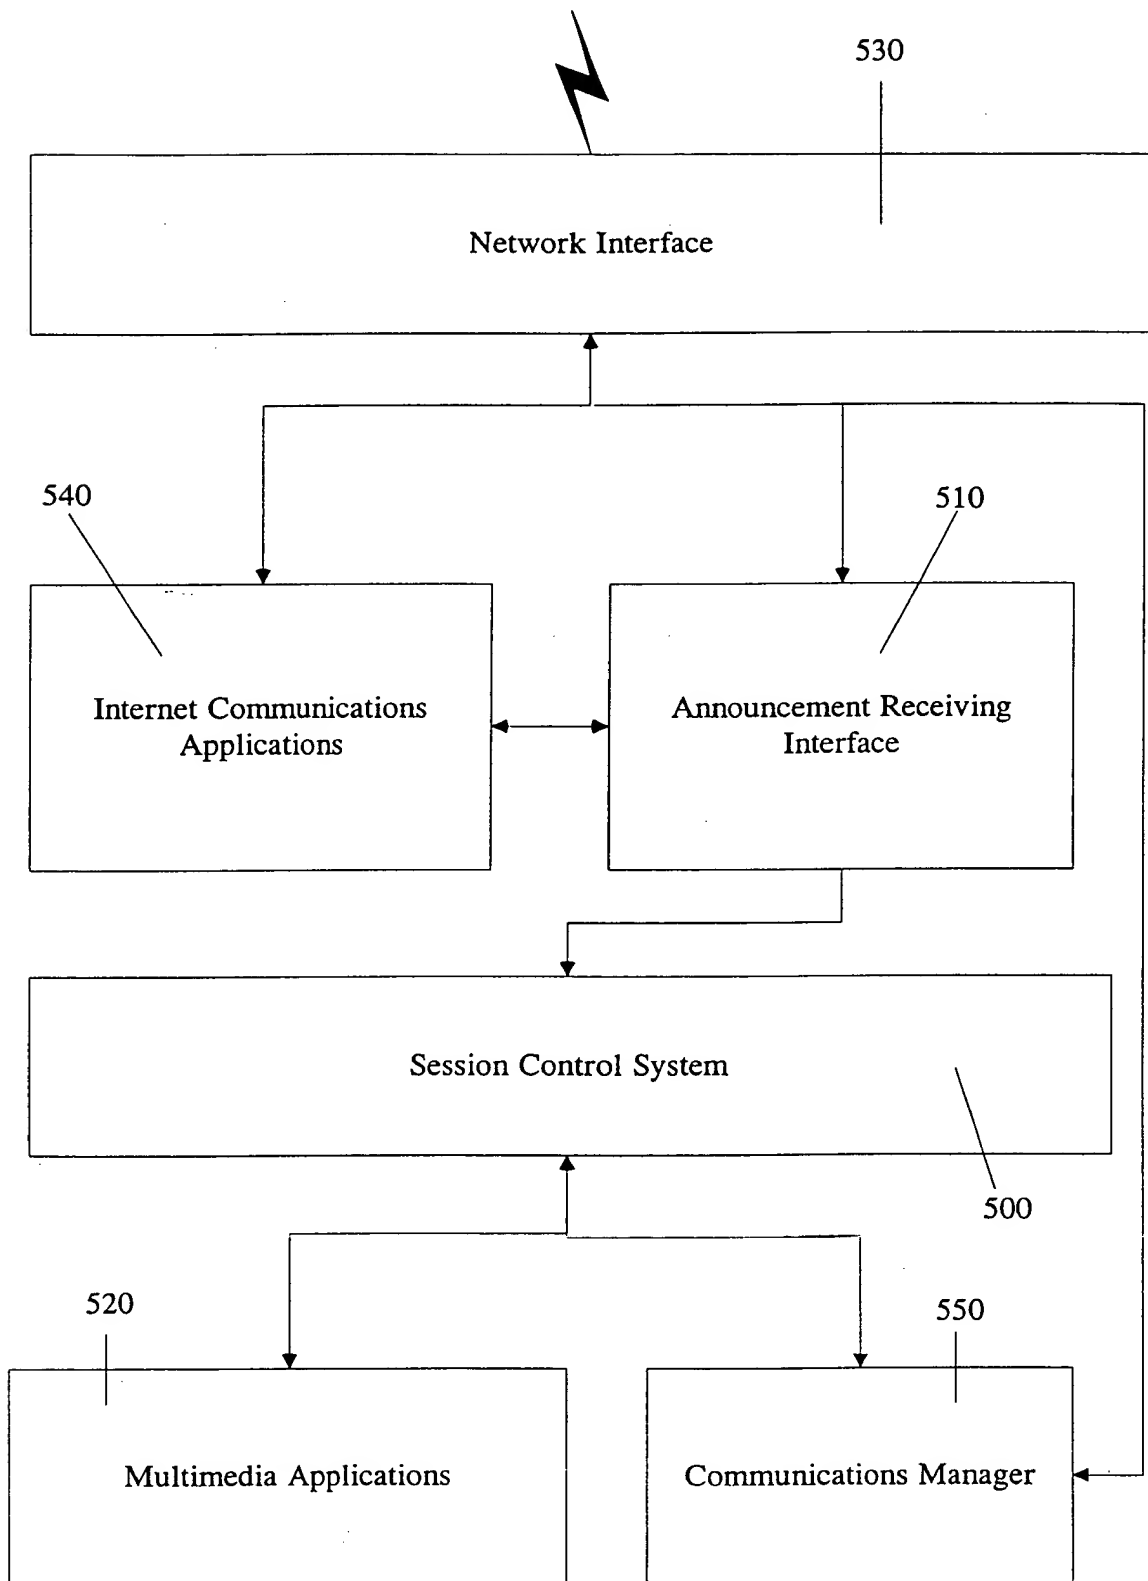 530
Network Interface
540
510
Internet Communications
Applications
Announcement Receiving
Interface
Session Control System
500
520
550
Multimedia Applications
Communications Manager